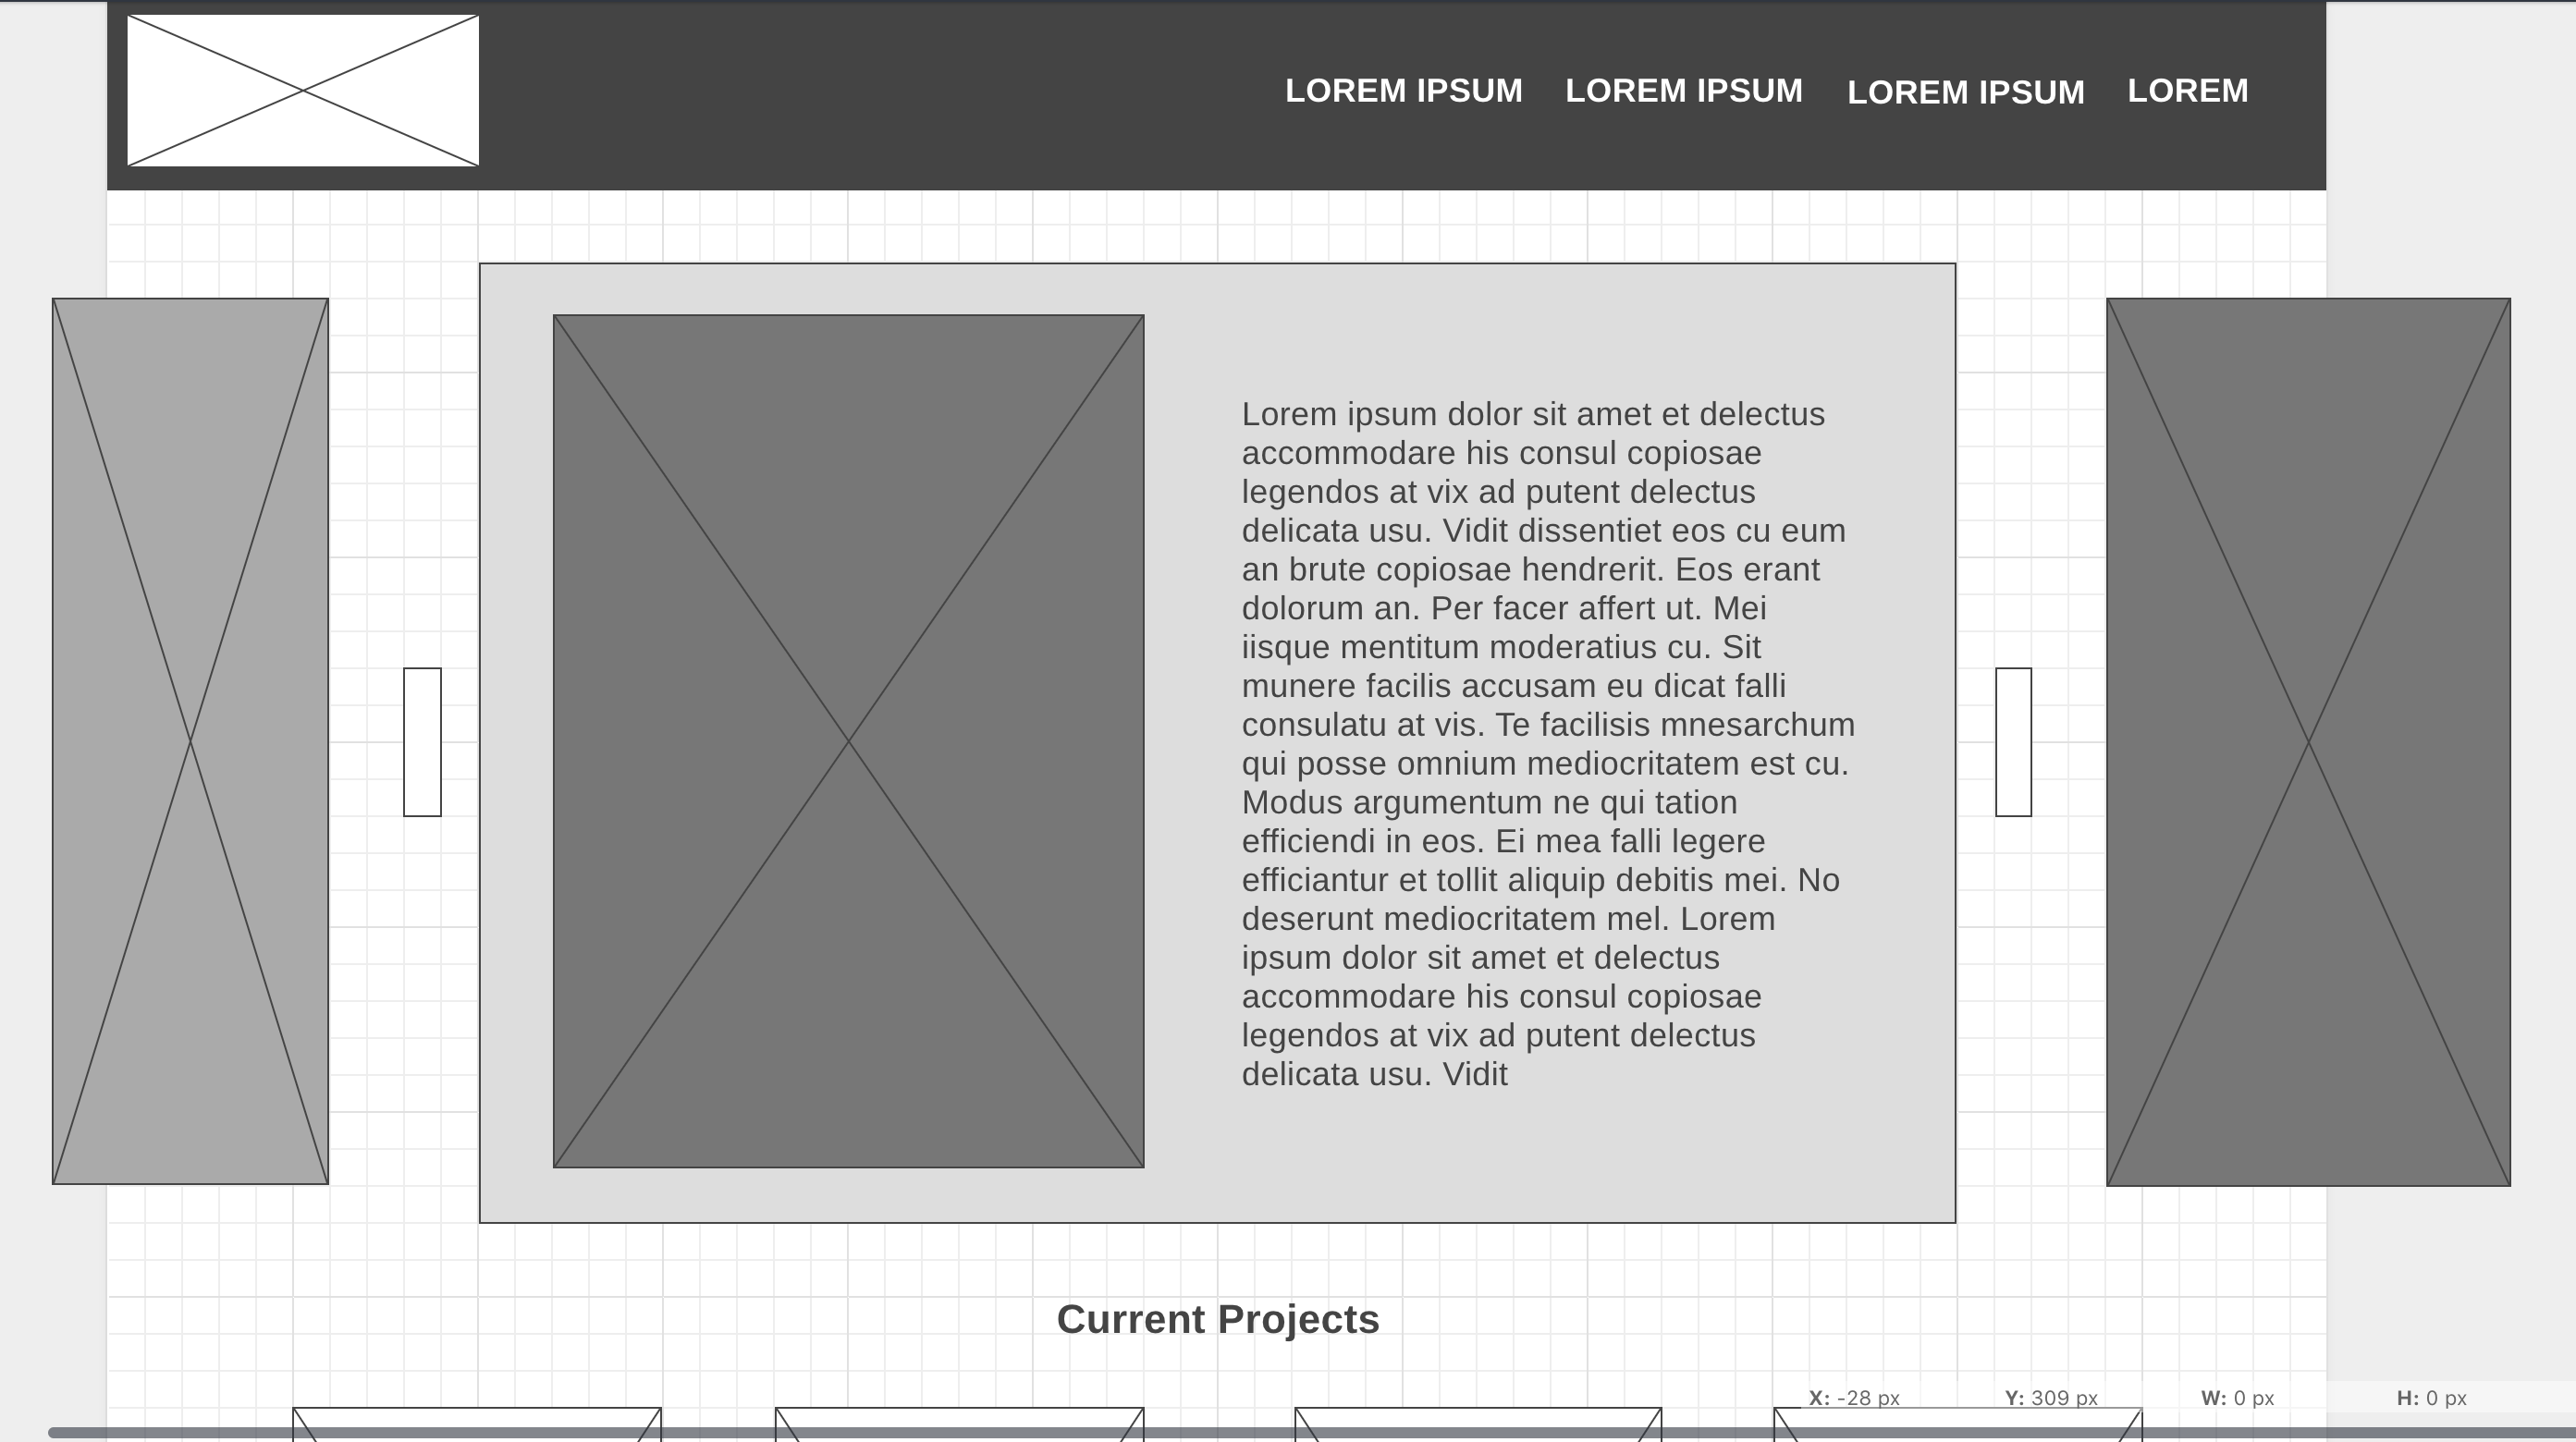 LOREM IPSUM LOREM IPSUM LOREM IPSUM LOREM
Lorem ipsum dolor sit amet et delectus
accommodare his consul copiosae
legendos at vix ad putent delectus
delicata usu. Vidit dissentiet eos cu eum
an brute copiosae hendrerit. Eos erant
dolorum an. Per facer affert ut. Mei
iisque mentitum moderatius cu. Sit
munere facilis accusam eu dicat falli
consulatu at vis. Te facilisis mnesarchum
qui posse omnium mediocritatem est cu.
Modus argumentum ne qui tation
efficiendi in eos. Ei mea falli legere
efficiantur et tollit aliquip debitis mei. No
deserunt mediocritatem mel. Lorem
ipsum dolor sit amet et delectus
accommodare his consul copiosae
legendos at vix ad putent delectus
delicata usu. Vidit
Current Projects
X: -28 px Y: 309 px W: 0 px H: 0 px